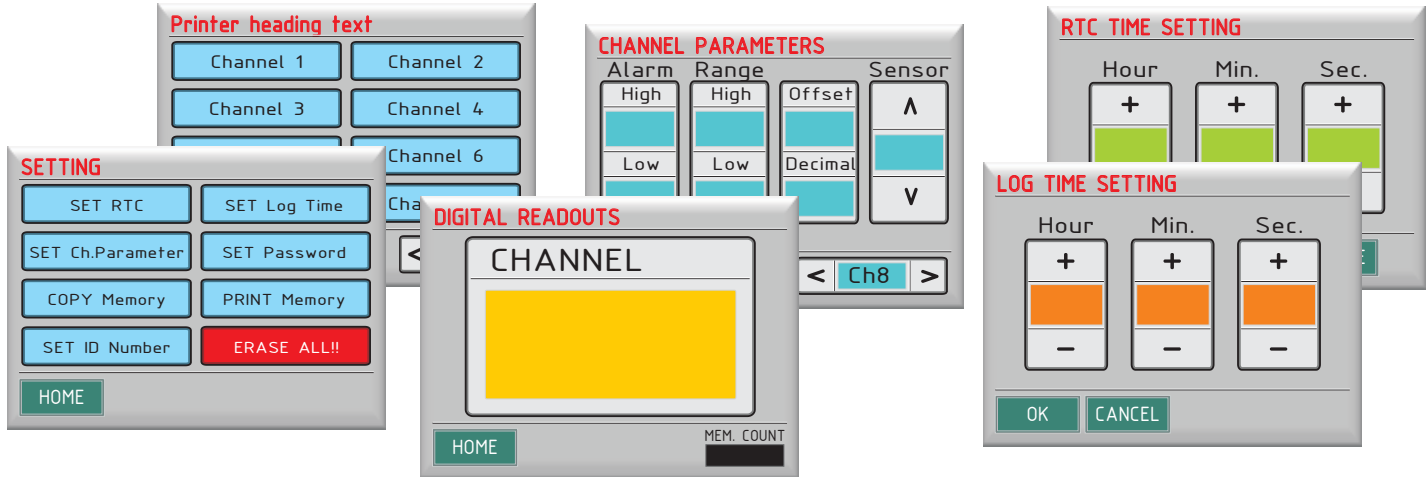 Printer heading text
Channel 1 Channel 2
Channel 3 Channel 4
Channel 6
<
SETTING
SET RTC SET Log Time
SET Ch.Parameter SET Password
COPY Memory PRINT Memory
SET ID Number ERASE ALL!!
HOME
CHANNEL PARAMETERS
Alarm Range Sensor
High High Offset ∧
Low Low Decimal
∨
< Ch8 >
DIGITAL READOUTS
CHANNEL
HOME
MEM. COUNT
RTC TIME SETTING
Hour Min. Sec.
+ + +
LOG TIME SETTING
Hour Min. Sec.
+ + +
− − −
OK CANCEL